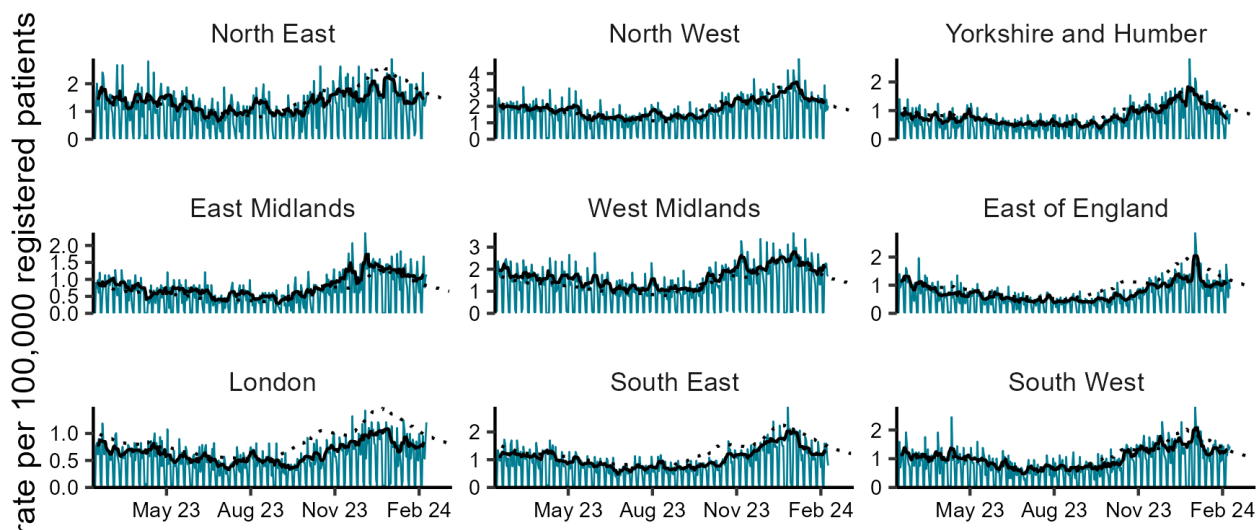 rate per 100,000 registered patients
North East
North West
Yorkshire and Humber
2
1
0
4
3
2
1
0
2
1
0
East Midlands
West Midlands
East of England
2.0
1.5
1.0
0.5
0.0
3
2
1
0
2
1
0
London
South East
South West
1.0
0.5
0.0
2
1
0
2
1
0
May 23 Aug 23 Nov 23 Feb 24
May 23 Aug 23 Nov 23 Feb 24
May 23 Aug 23 Nov 23 Feb 24